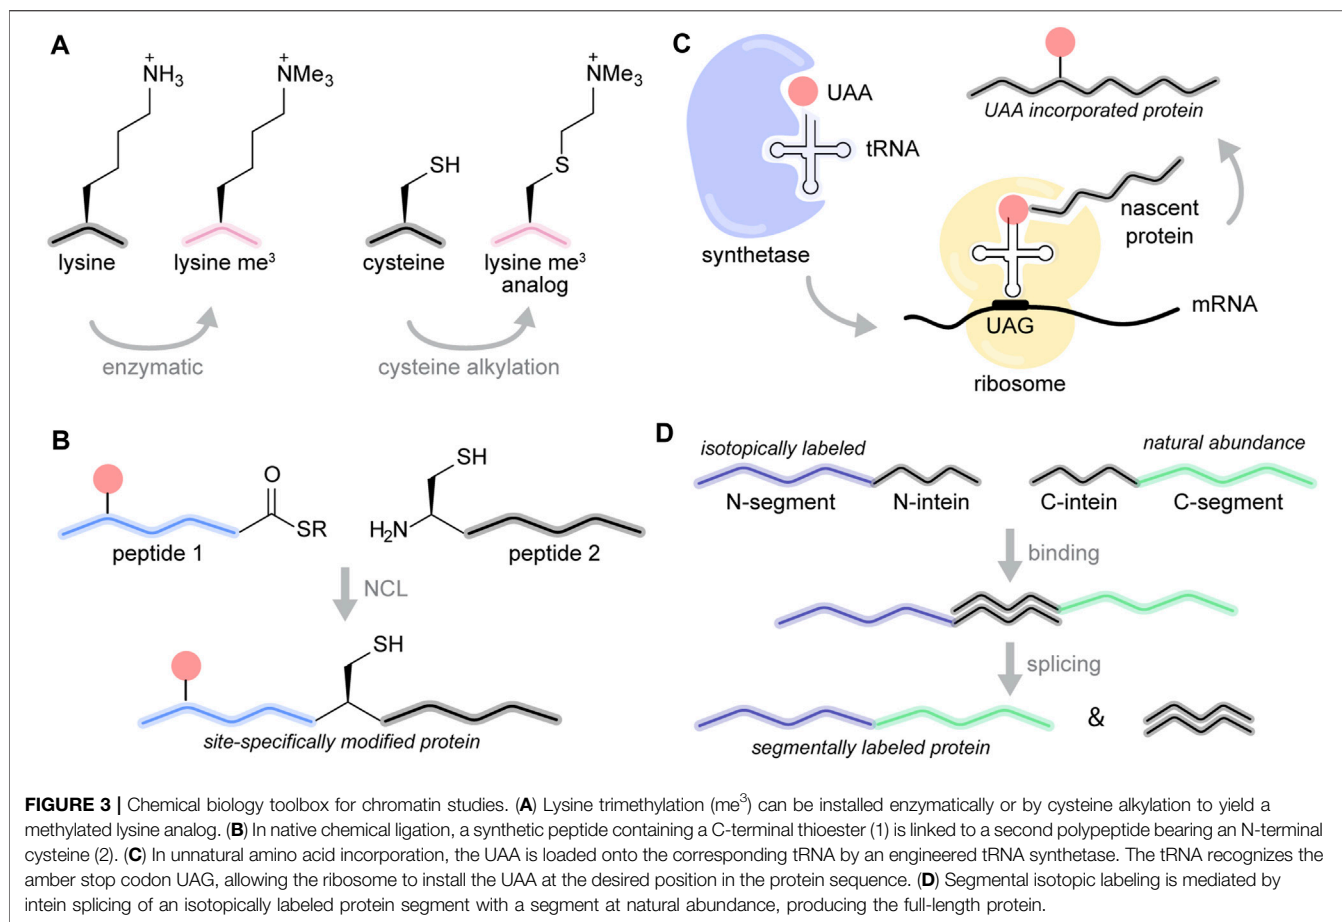 A
+
NH3
+
NMe3
SH
+
NMe3
S
lysine
lysine me³
cysteine
lysine me³
analog
enzymatic
cysteine alkylation
B
O
SR
peptide 1
SH
H2N
peptide 2
NCL
SH
site-specifically modified protein
C
UAA
tRNA
synthetase
UAA incorporated protein
nascent
protein
mRNA
UAG
ribosome
D
isotopically labeled
natural abundance
N-segment
N-intein
C-intein
C-segment
binding
splicing
&
segmentally labeled protein
FIGURE 3 | Chemical biology toolbox for chromatin studies. (A) Lysine trimethylation (me³) can be installed enzymatically or by cysteine alkylation to yield a
methylated lysine analog. (B) In native chemical ligation, a synthetic peptide containing a C-terminal thioester (1) is linked to a second polypeptide bearing an N-terminal
cysteine (2). (C) In unnatural amino acid incorporation, the UAA is loaded onto the corresponding tRNA by an engineered tRNA synthetase. The tRNA recognizes the
amber stop codon UAG, allowing the ribosome to install the UAA at the desired position in the protein sequence. (D) Segmental isotopic labeling is mediated by
intein splicing of an isotopically labeled protein segment with a segment at natural abundance, producing the full-length protein.